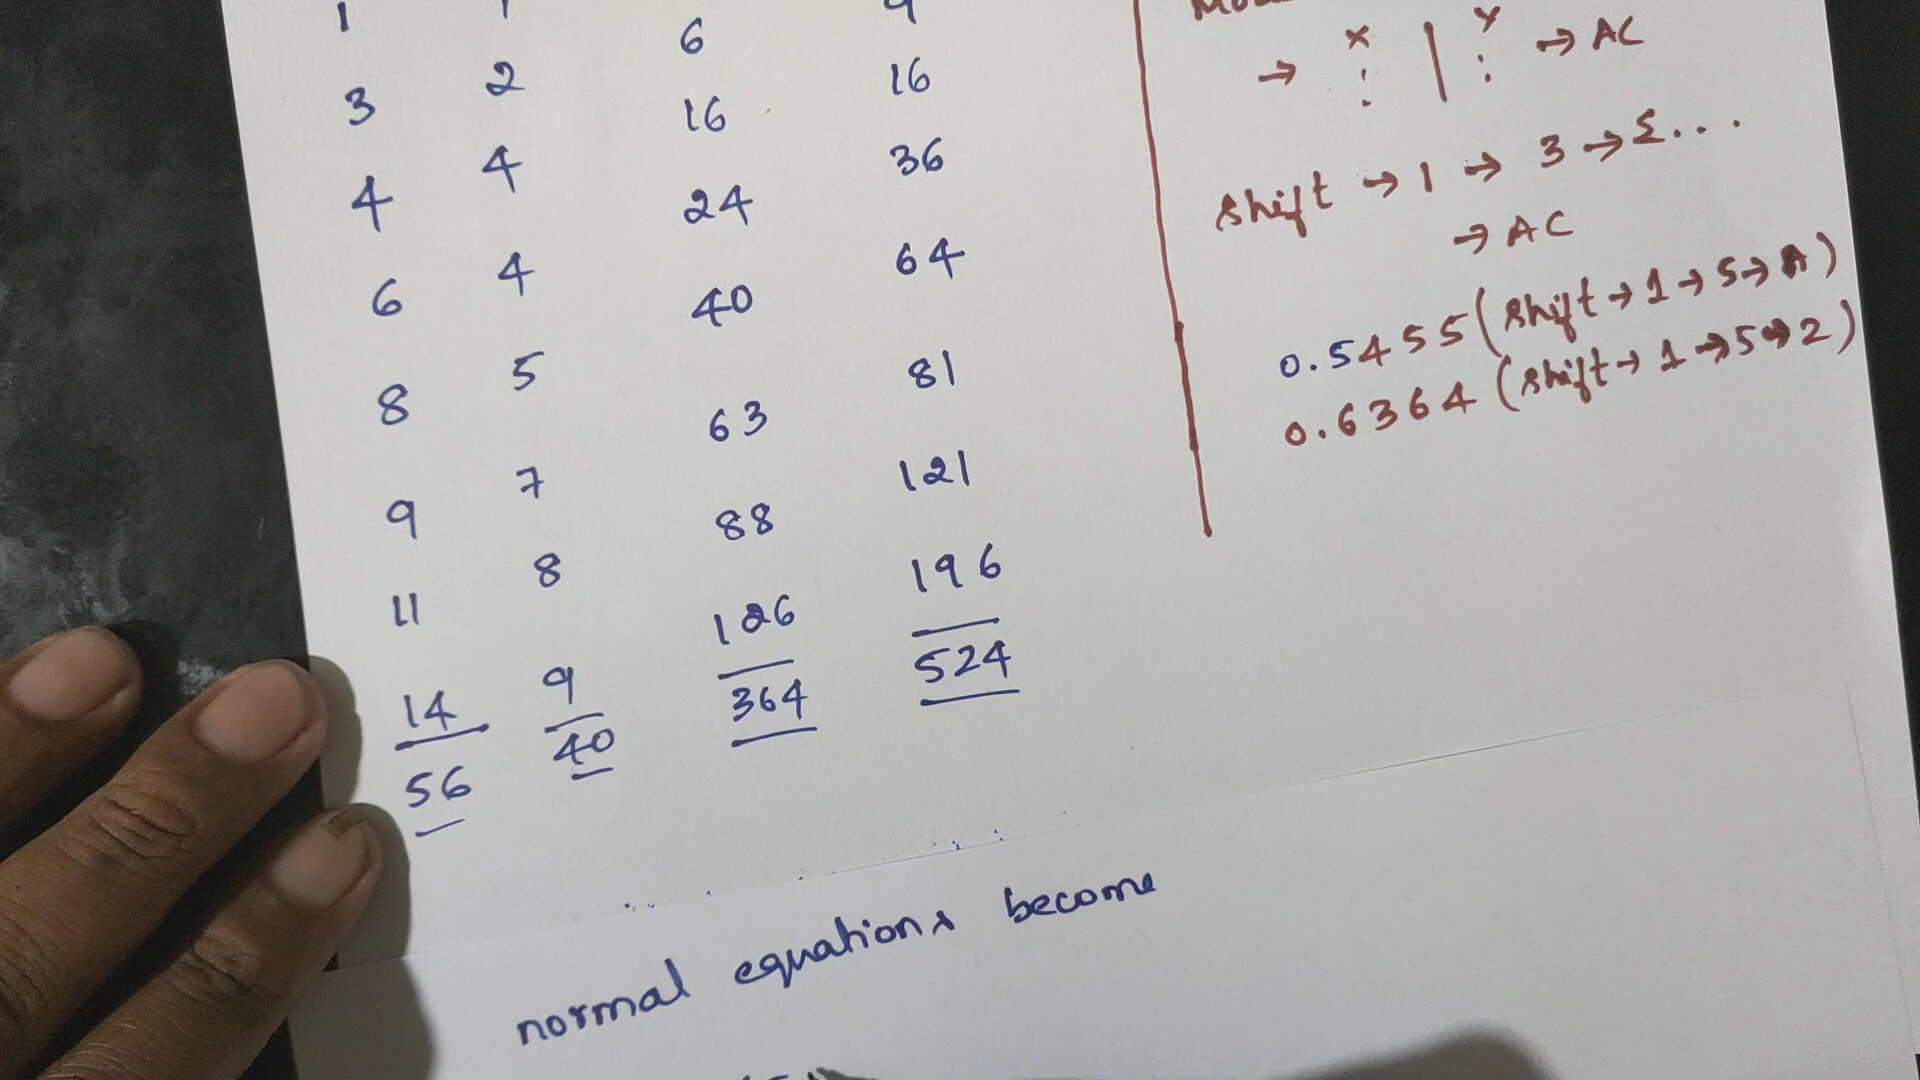 1 1 6 9
3 2 16 16
4 4 24 36
6 4 40 64
8 5 63 81
9 7 88 121
11 8 126 196
14 9 364 524
56 40
normal equations become
→ x | y → AC
: :
Shift → 1 → 3 → Σ...
→ AC
0.5455 (Shift → 1 → 5 → A)
0.6364 (Shift → 1 → 5 → 2)